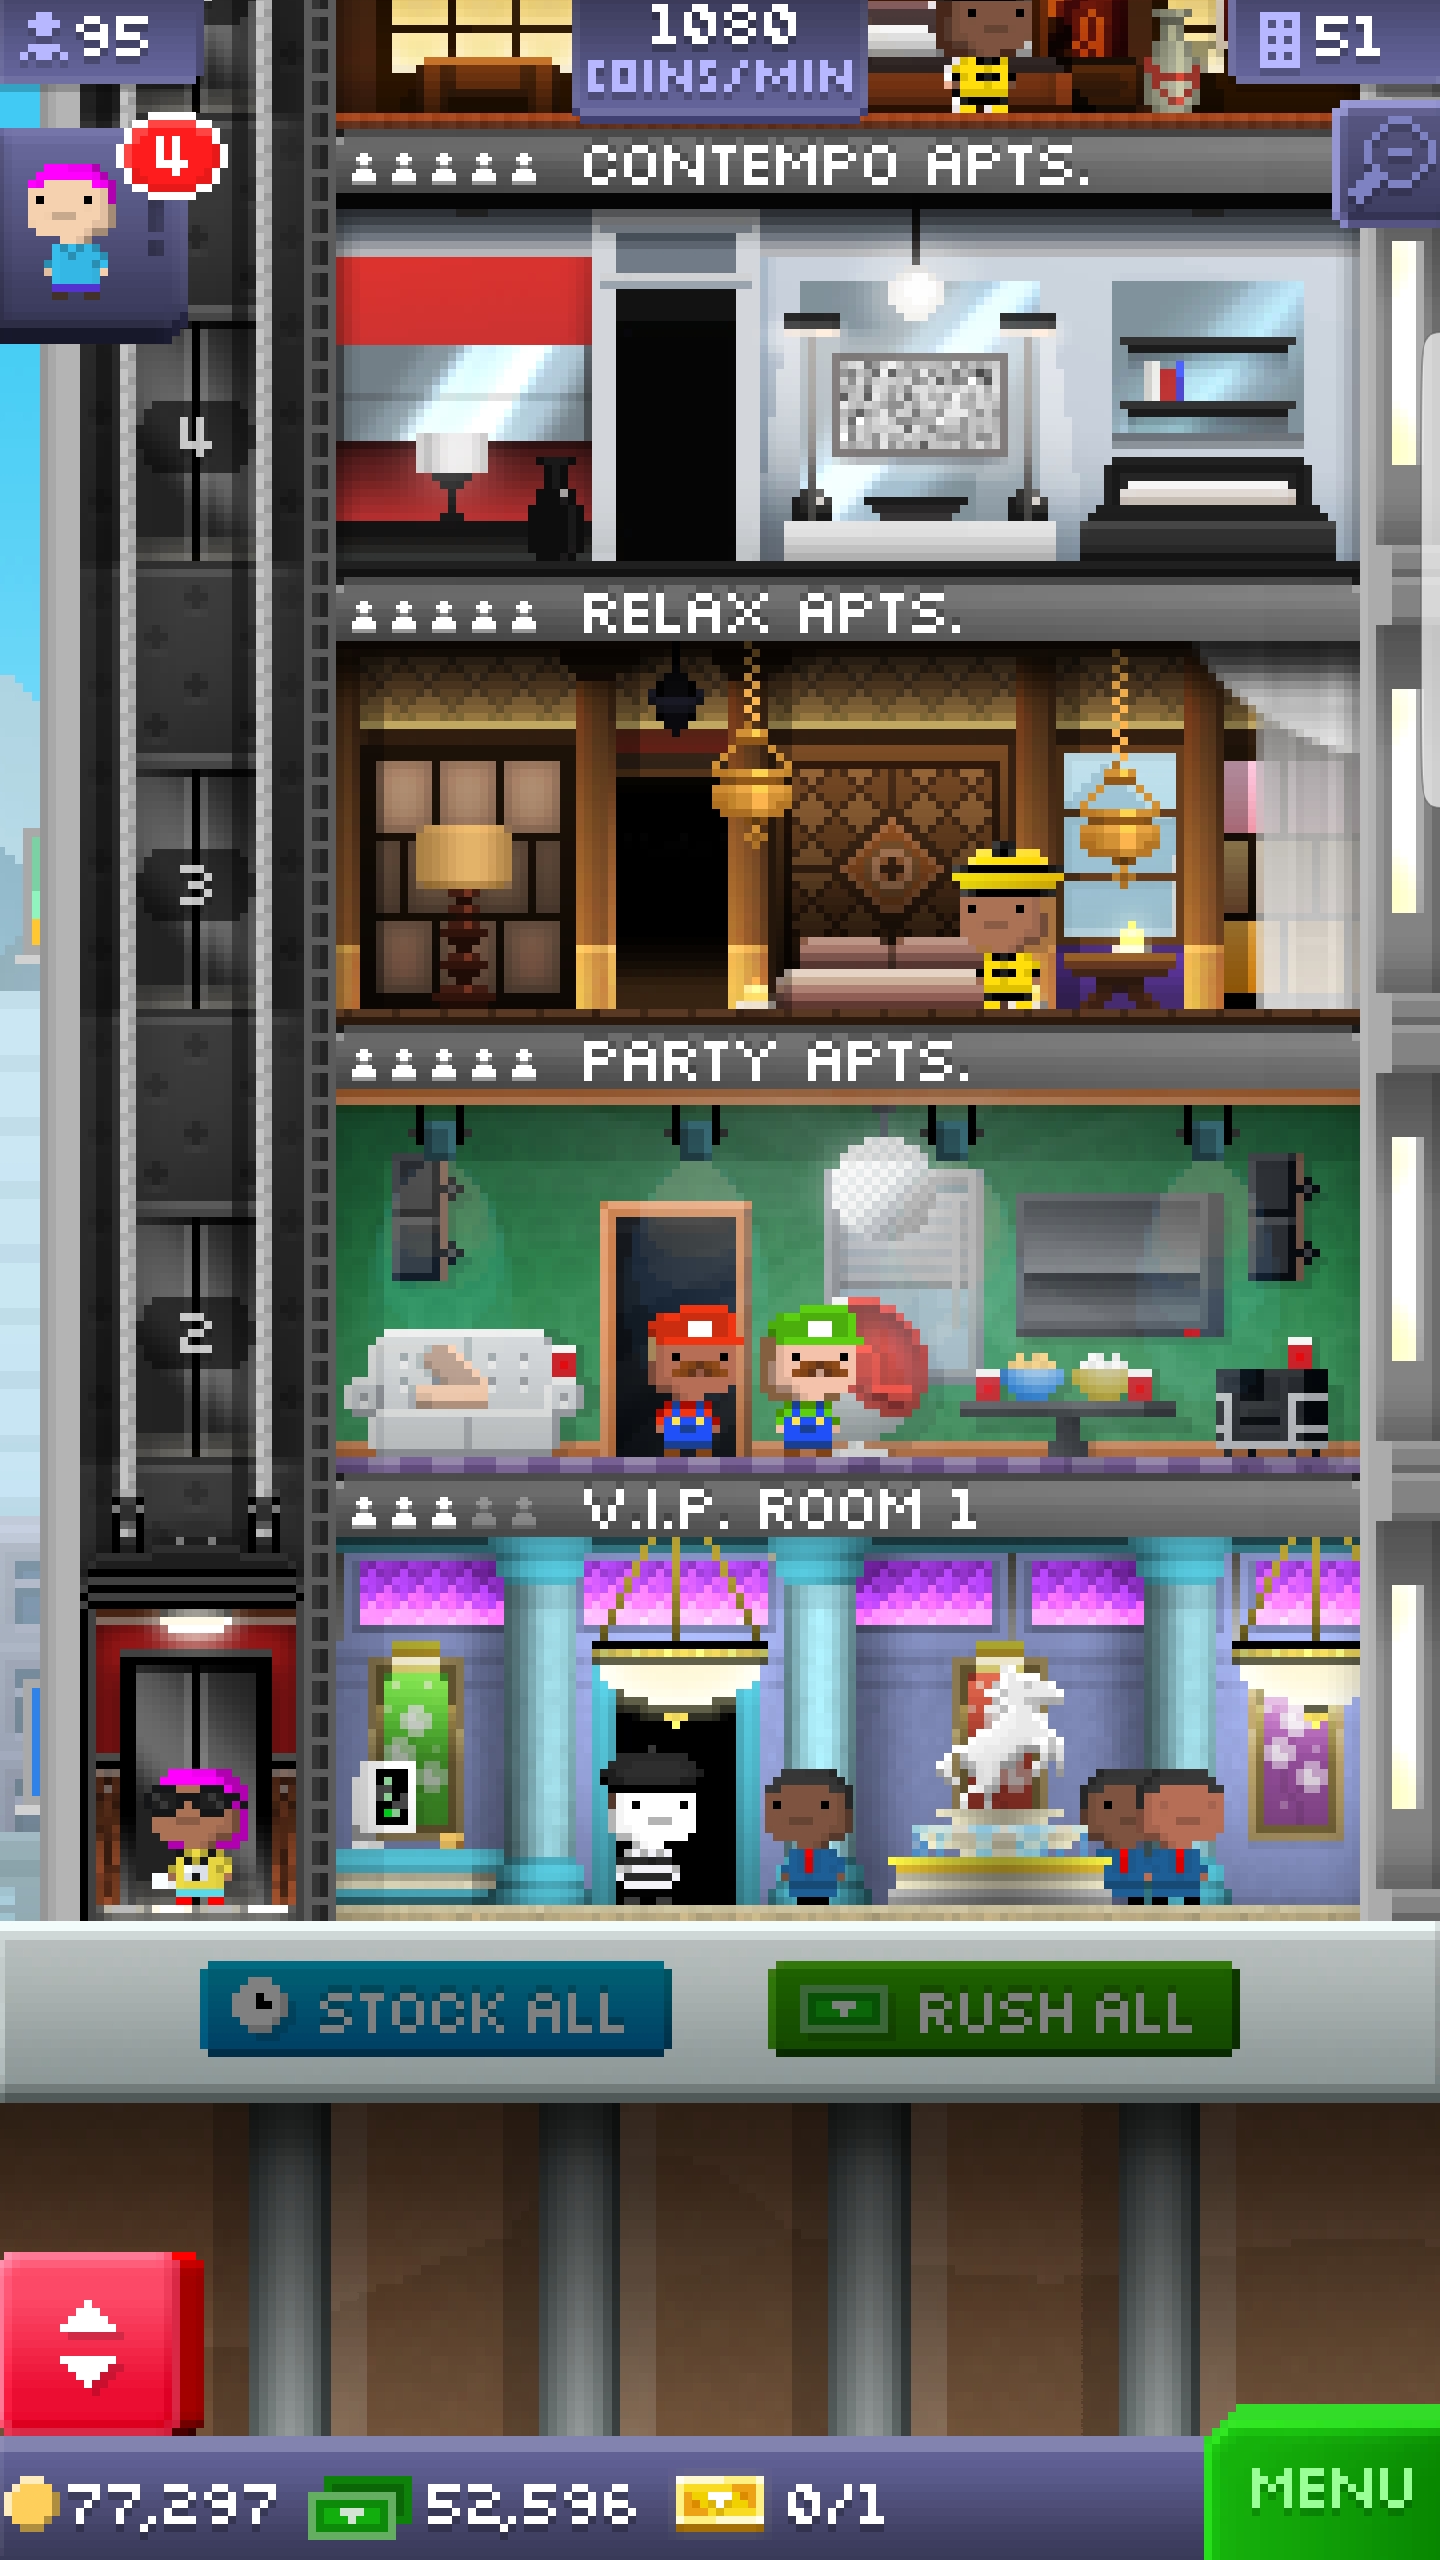 95
1080
COINS/MIN
51
4
CONTEMPO APTS.
4
RELAX APTS.
3
PARTY APTS.
2
V.I.P. ROOM 1
STOCK ALL
RUSH ALL
77,297
52,596
0/1
MENU